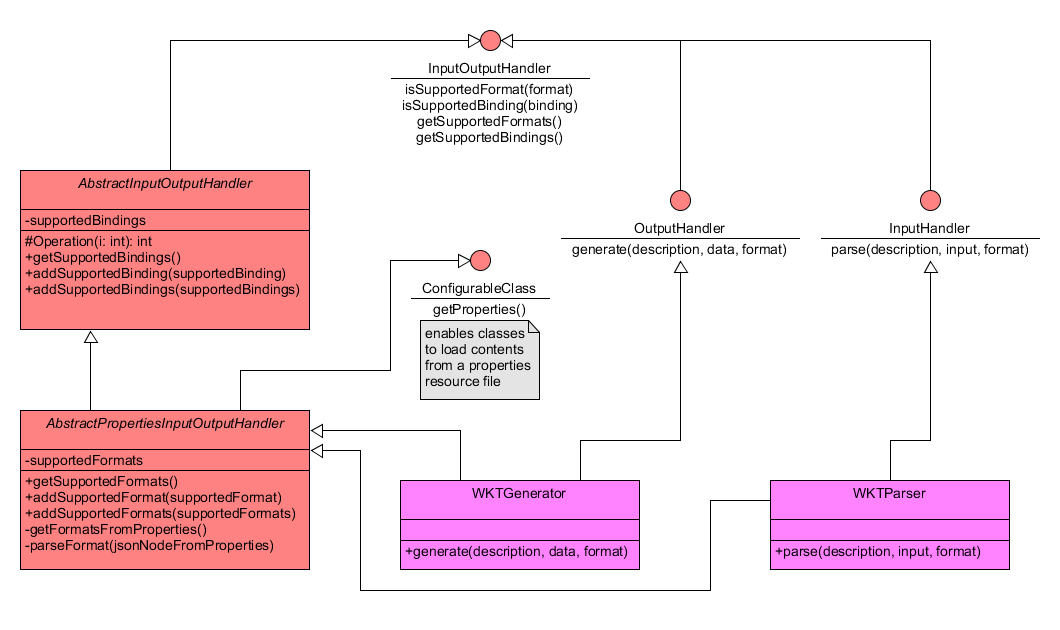 InputOutputHandler
isSupportedFormat(format)
isSupportedBinding(binding)
getSupportedFormats()
getSupportedBindings()
AbstractInputOutputHandler
-supportedBindings
#Operation(i: int): int
+getSupportedBindings()
+addSupportedBinding(supportedBinding)
+addSupportedBindings(supportedBindings)
OutputHandler
generate(description, data, format)
InputHandler
parse(description, input, format)
ConfigurableClass
getProperties()
enables classes
to load contents
from a properties
resource file
AbstractPropertiesInputOutputHandler
-supportedFormats
+getSupportedFormats()
+addSupportedFormat(supportedFormat)
+addSupportedFormats(supportedFormats)
-getFormatsFromProperties()
-parseFormat(jsonNodeFromProperties)
WKTGenerator
+generate(description, data, format)
WKTParser
+parse(description, input, format)